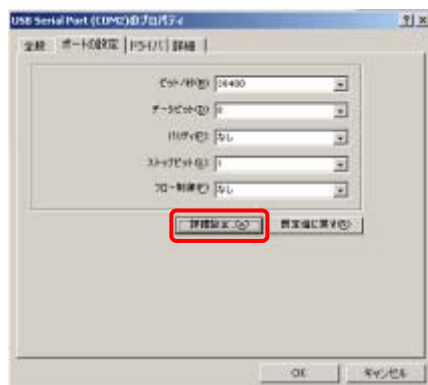 USB Serial Port (COM2)のプロパティ
全般 ポートの設定 ドライバ 詳細
ビット/秒(B) 38400
データ ビット(D) 8
パリティ(P) なし
ストップ ビット(S) 1
フロー制御(F) なし
詳細設定(A) 既定値に戻す(R)
OK キャンセル